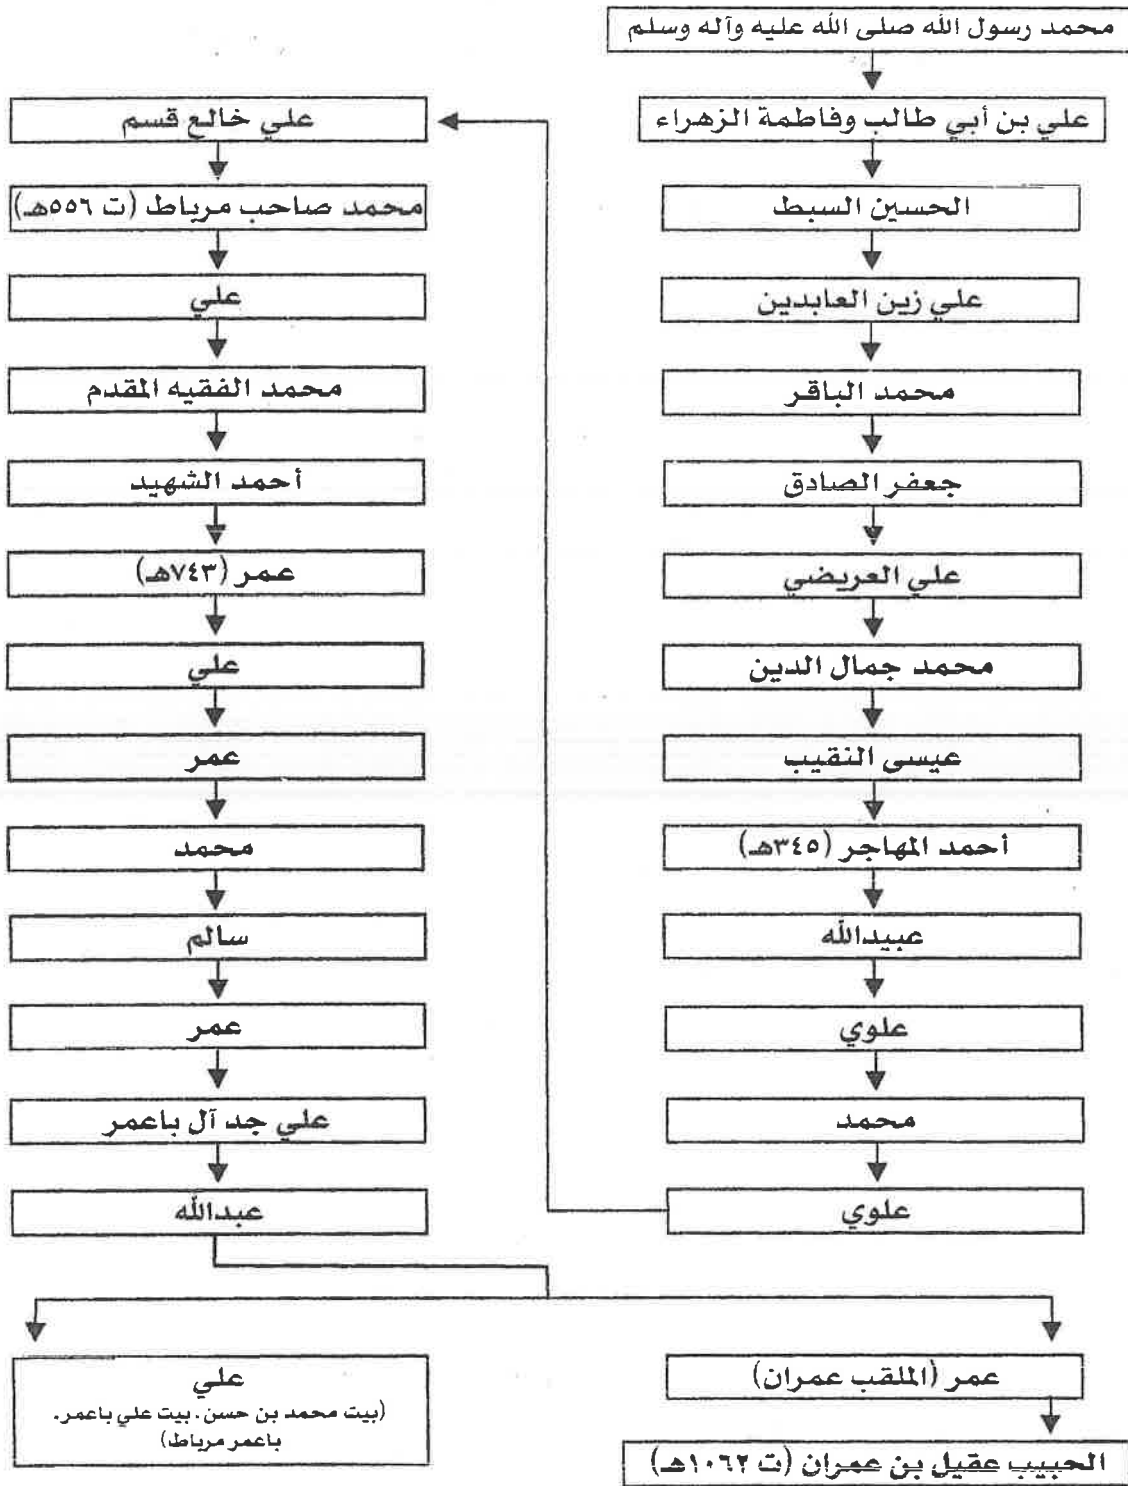 محمد رسول الله صلى الله عليه وآله وسلم
علي بن أبي طالب وفاطمة الزهراء
الحسين السبط
علي زين العابدين
محمد الباقر
جعفر الصادق
علي العريضي
محمد جمال الدين
عيسى النقيب
أحمد المهاجر (٣٤٥هـ)
عبيدالله
علوي
محمد
علوي
علي خالع قسم
محمد صاحب مرباط (ت ٥٥٦هـ)
علي
محمد الفقيه المقدم
أحمد الشهيد
عمر (٧٤٣هـ)
علي
عمر
محمد
سالم
عمر
علي جد آل باعمر
عبدالله
عمر (الملقب عمران)
الحبيب عقيل بن عمران (ت ١٠٦٢هـ)
علي
(بيت محمد بن حسن. بيت علي باعمر.
باعمر مرباط)